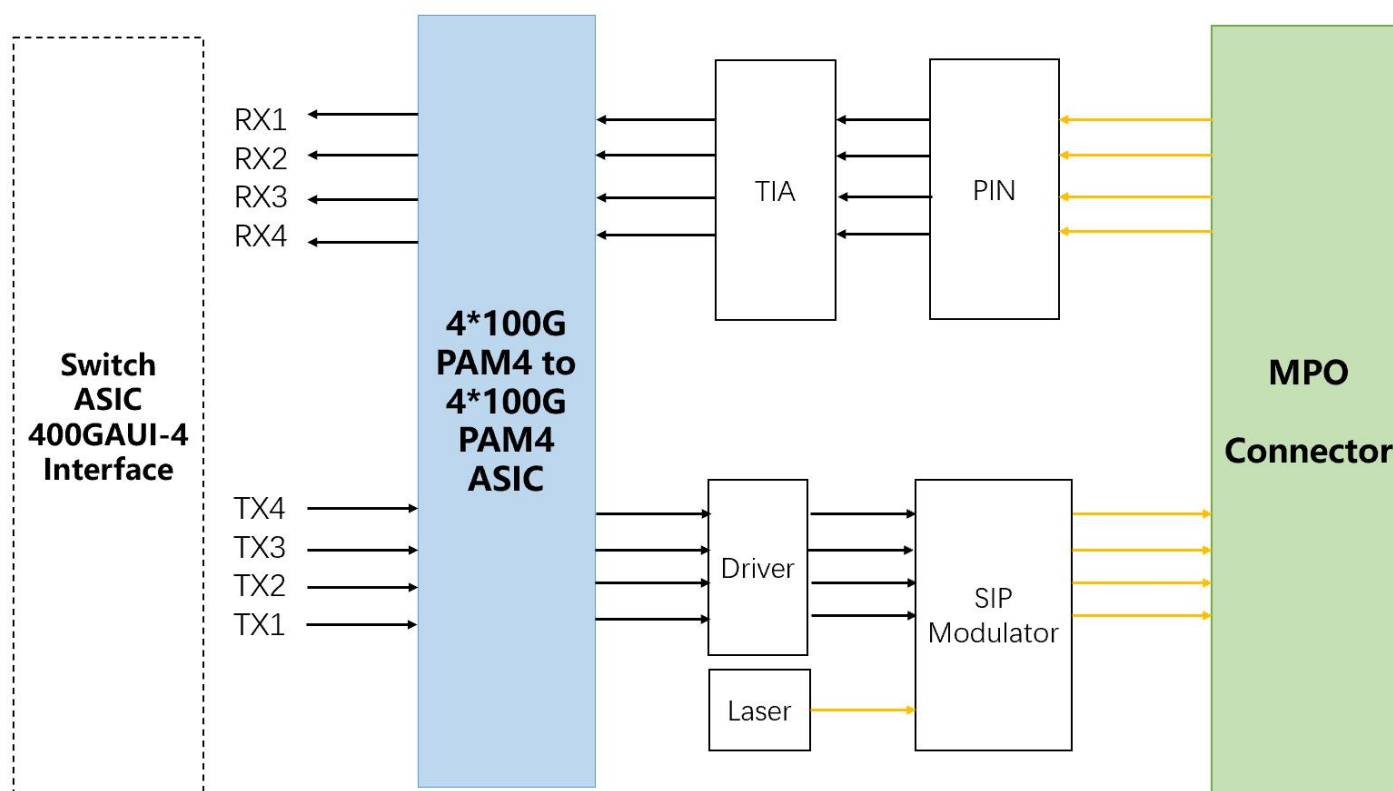 Switch
ASIC
400GAUI-4
Interface
RX1
RX2
RX3
RX4
TX4
TX3
TX2
TX1
4*100G
PAM4 to
4*100G
PAM4
ASIC
TIA
PIN
Driver
Laser
SIP
Modulator
MPO
Connector